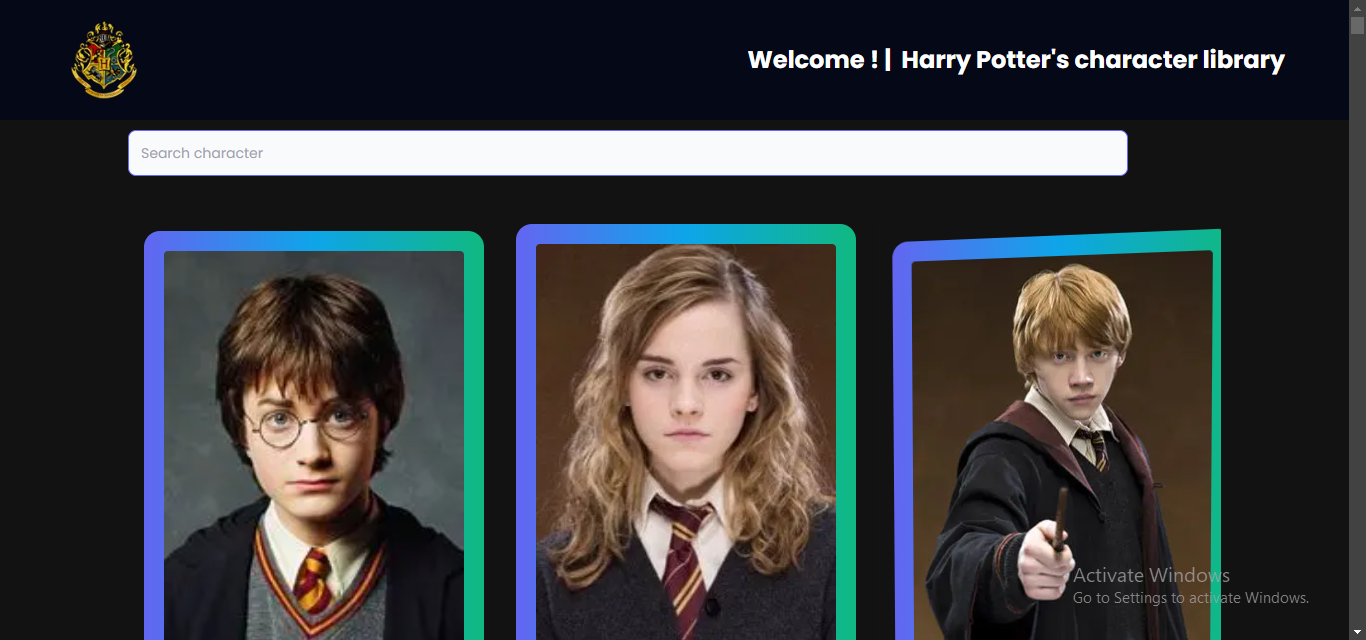 Welcome ! | Harry Potter's character library
Search character
Activate Windows
Go to Settings to activate Windows.